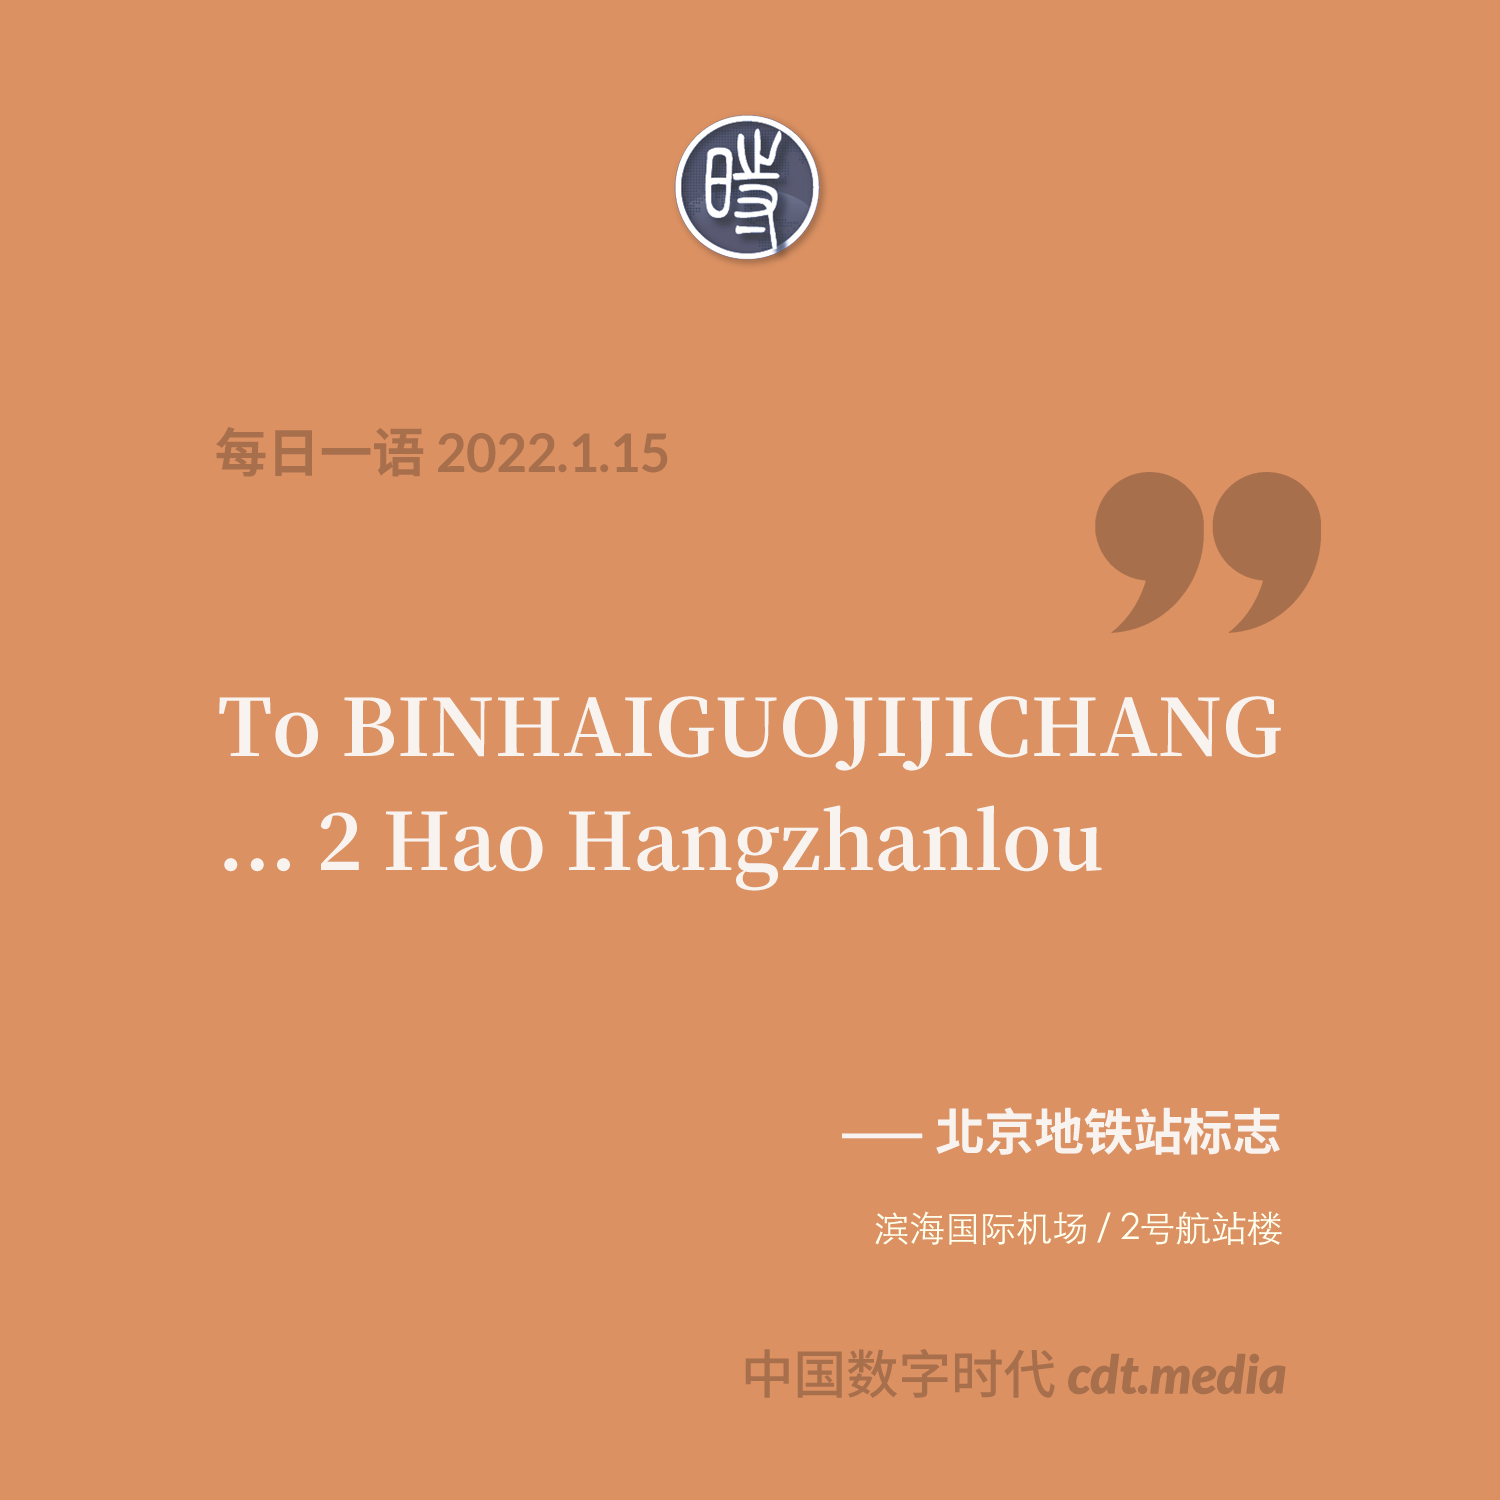 時
每日一语 2022.1.15
”
To BINHAIGUOJIJICHANG
... 2 Hao Hangzhanlou
—— 北京地铁站标志
滨海国际机场 / 2号航站楼
中国数字时代 cdt.media